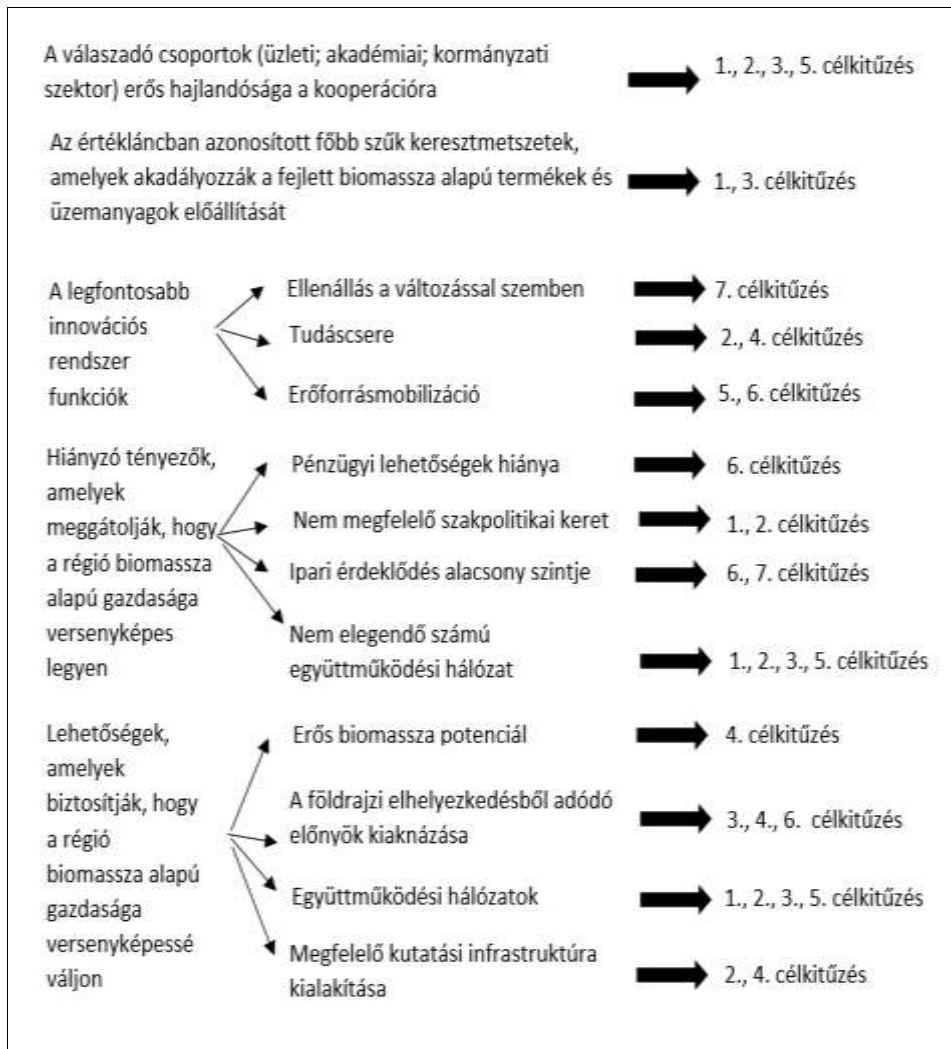 A válaszadó csoportok (üzleti; akadémiai; kormányzati
szektor) erős hajlandósága a kooperációra
1., 2., 3., 5. célkitűzés
Az értékláncban azonosított főbb szűk keresztmetszetek,
amelyek akadályozzák a fejlett biomassza alapú termékek és
üzemanyagok előállítását
1., 3. célkitűzés
A legfontosabb
innovációs
rendszer
funkciók
Ellenállás a változással szemben
7. célkitűzés
Tudáscsere
2., 4. célkitűzés
Erőforrásmobilizáció
5., 6. célkitűzés
Hiányzó tényezők,
amelyek
meggátolják, hogy
a régió biomassza
alapú gazdasága
versenyképes
legyen
Pénzügyi lehetőségek hiánya
6. célkitűzés
Nem megfelelő szakpolitikai keret
1., 2. célkitűzés
Ipari érdeklődés alacsony szintje
6., 7. célkitűzés
Nem elegendő számú
együttműködési hálózat
1., 2., 3., 5. célkitűzés
Lehetőségek,
amelyek
biztosítják, hogy
a régió
biomassza alapú
gazdasága
versenyképessé
váljon
Erős biomassza potenciál
4. célkitűzés
A földrajzi elhelyezkedésből adódó
előnyök kiaknázása
3., 4., 6. célkitűzés
Együttműködési hálózatok
1., 2., 3., 5. célkitűzés
Megfelelő kutatási infrastruktúra
kialakítása
2., 4. célkitűzés